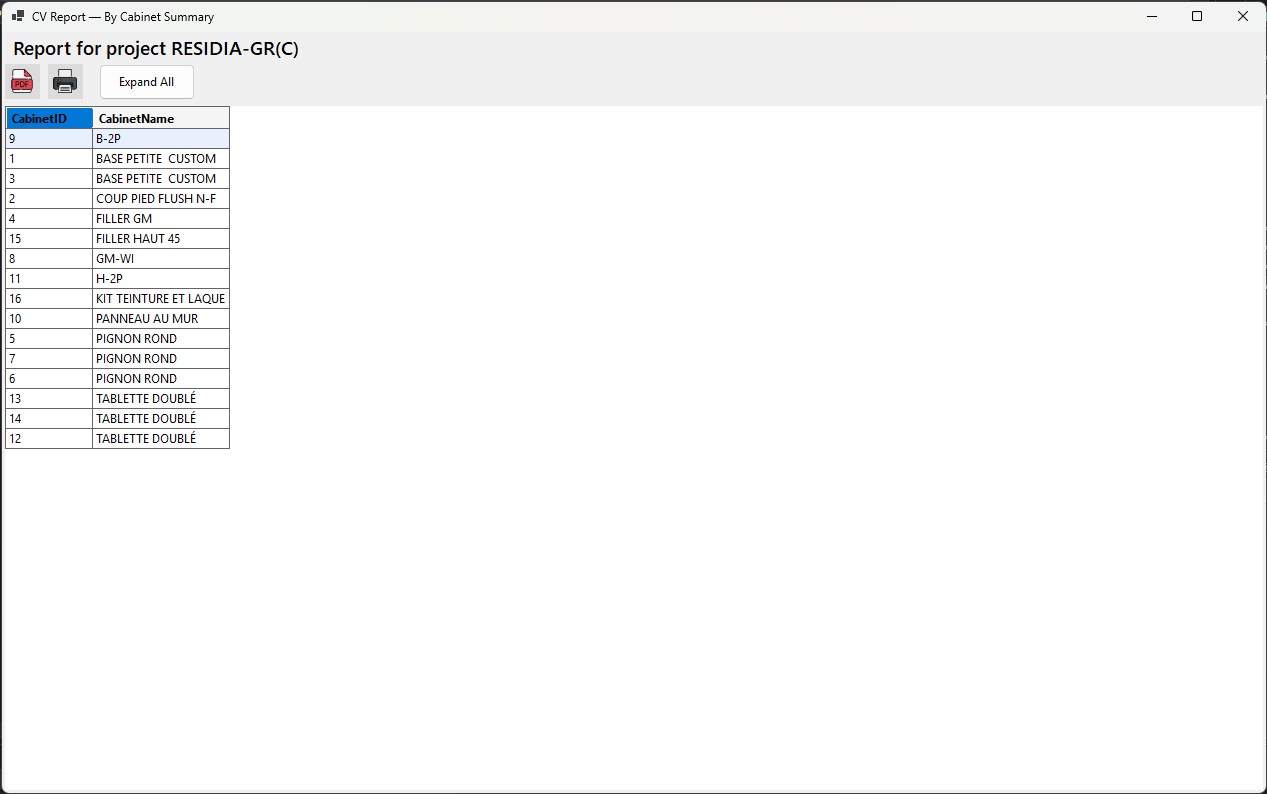 CV Report — By Cabinet Summary
Report for project RESIDIA-GR(C)
PDF
Expand All
CabinetID CabinetName
9 B-2P
1 BASE PETITE  CUSTOM
3 BASE PETITE  CUSTOM
2 COUP PIED FLUSH N-F
4 FILLER GM
15 FILLER HAUT 45
8 GM-WI
11 H-2P
16 KIT TEINTURE ET LAQUE
10 PANNEAU AU MUR
5 PIGNON ROND
7 PIGNON ROND
6 PIGNON ROND
13 TABLETTE DOUBLÉ
14 TABLETTE DOUBLÉ
12 TABLETTE DOUBLÉ